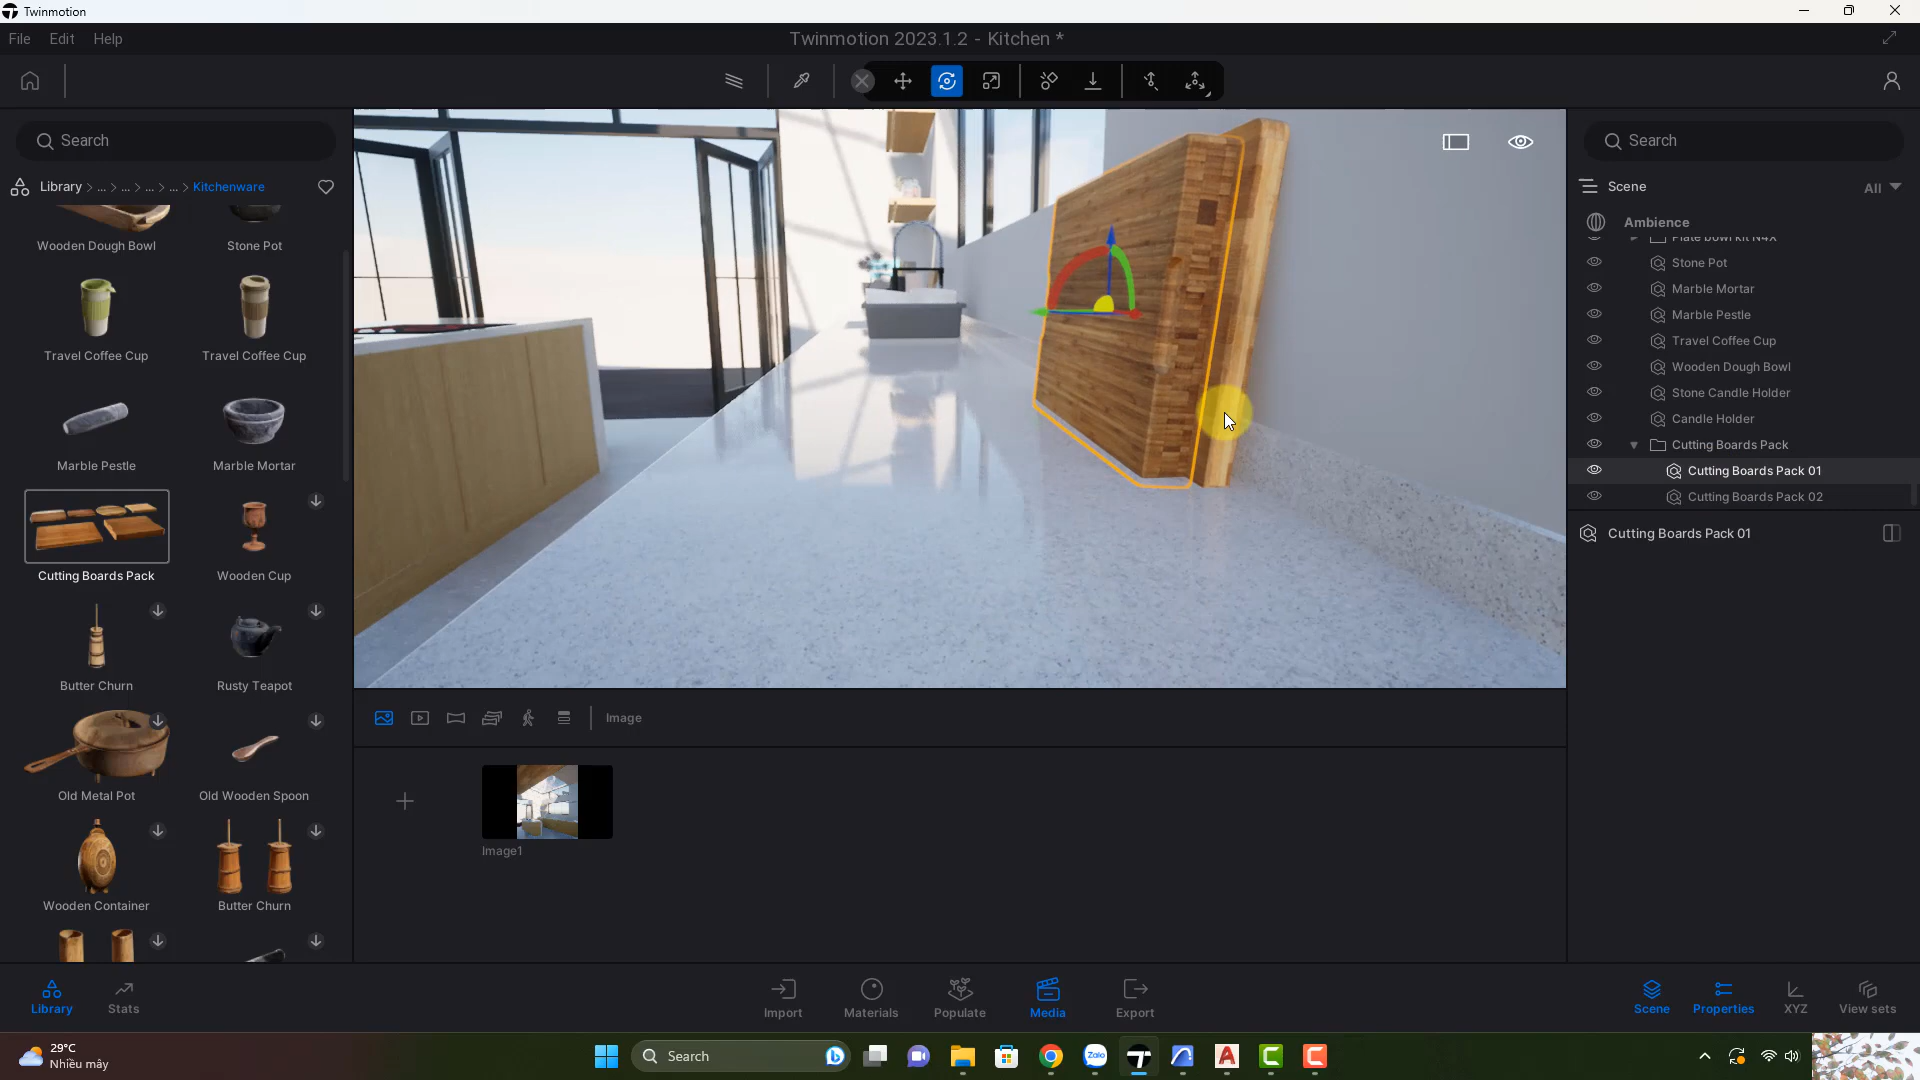 Twinmotion
File Edit Help
Twinmotion 2023.1.2 - Kitchen *
Search
Library > ... > ... > ... > ... > Kitchenware
Wooden Dough Bowl
Stone Pot
Travel Coffee Cup
Travel Coffee Cup
Marble Pestle
Marble Mortar
Cutting Boards Pack
Wooden Cup
Butter Churn
Rusty Teapot
Old Metal Pot
Old Wooden Spoon
Wooden Container
Butter Churn
Image
Image1
Search
Scene
All
Ambience
Plate bowl kit N4X
Stone Pot
Marble Mortar
Marble Pestle
Travel Coffee Cup
Wooden Dough Bowl
Stone Candle Holder
Candle Holder
Cutting Boards Pack
Cutting Boards Pack 01
Cutting Boards Pack 02
Cutting Boards Pack 01
Library
Stats
Import
Materials
Populate
Media
Export
Scene
Properties
XYZ
View sets
29°C
Nhiều mây
Search
Zalo